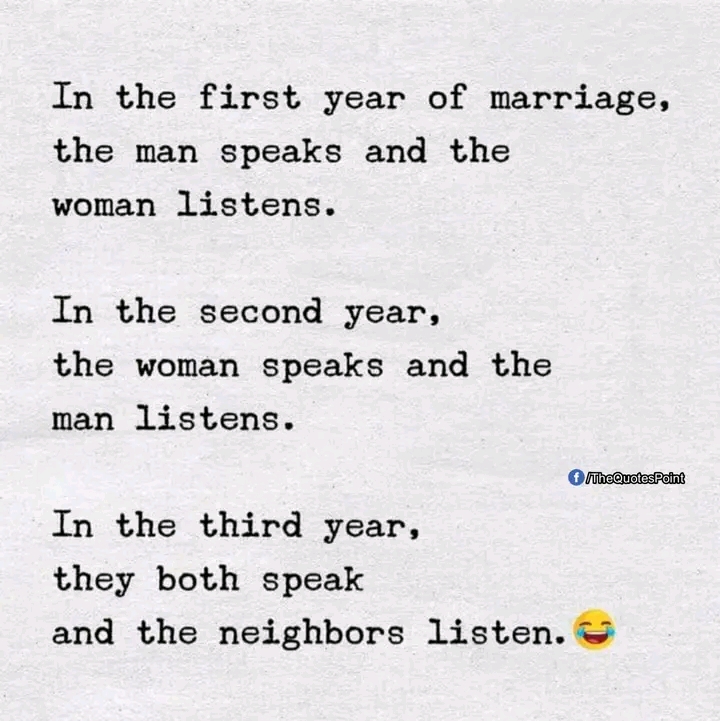 In the first year of marriage,
the man speaks and the
woman listens.
In the second year,
the woman speaks and the
man listens.
/TheQuotesPoint
In the third year,
they both speak
and the neighbors listen.😂